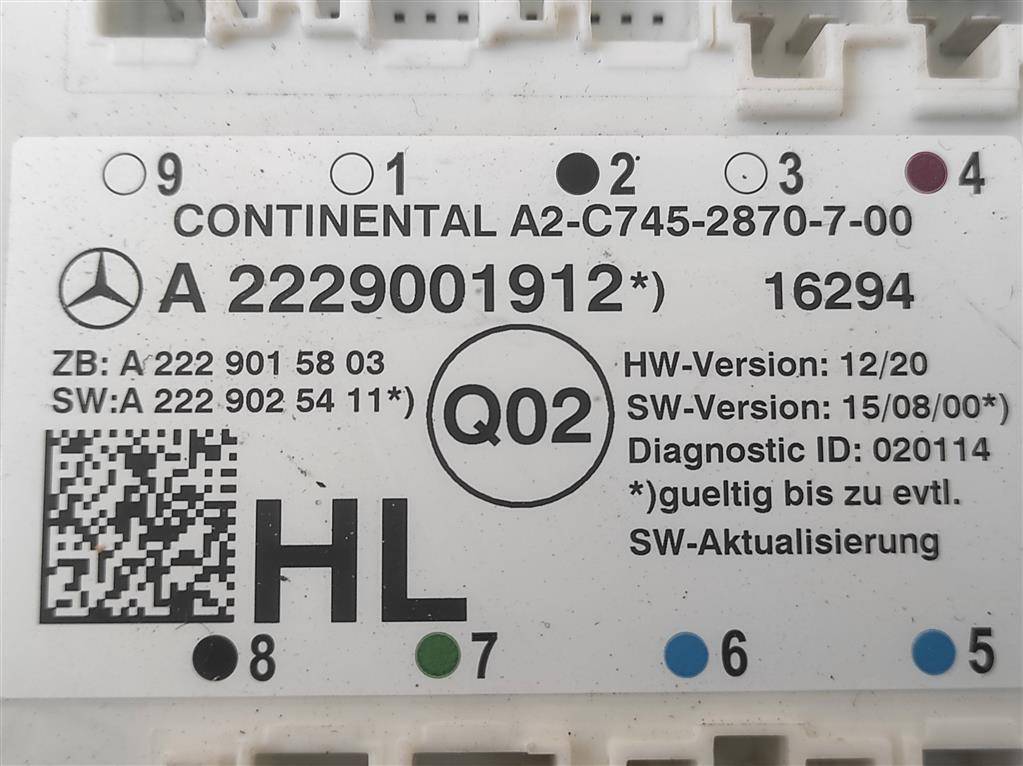 9 1 2 3 4
CONTINENTAL A2-C745-2870-7-00
A 2229001912*) 16294
ZB: A 222 901 58 03
SW:A 222 902 54 11*)
Q02
HW-Version: 12/20
SW-Version: 15/08/00*)
Diagnostic ID: 020114
*)gueltig bis zu evtl.
SW-Aktualisierung
HL
8 7 6 5